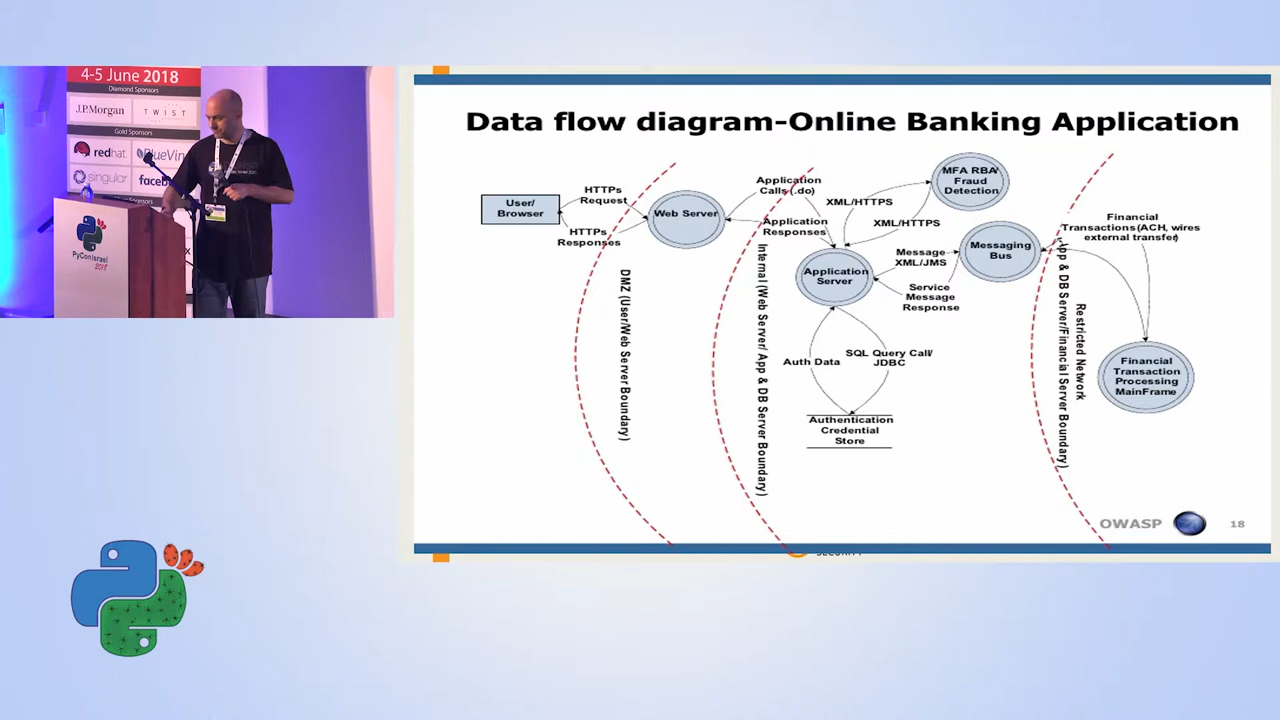 4-5 June 2018
Diamond Sponsors
J.P.Morgan
TWIST
Gold Sponsors
redhat
BlueVin
singular
faceb
PyConIsrael
2018
Data flow diagram-Online Banking Application
User/
Browser
HTTPs
Request
HTTPs
Responses
Web Server
Application
Calls (.do)
Application
Responses
XML/HTTPS
XML/HTTPS
MFA RBA/
Fraud
Detection
Application
Server
Message
XML/JMS
Service
Message
Response
Messaging
Bus
Financial
Transactions(ACH, wires
external transfer)
Auth Data
SQL Query Call/
JDBC
Authentication
Credential
Store
Financial
Transaction
Processing
MainFrame
DMZ (User/Web Server Boundary)
Internal (Web Server/ App & DB Server Boundary)
Restricted Network
App & DB Server/Financial Server Boundary)
OWASP
18